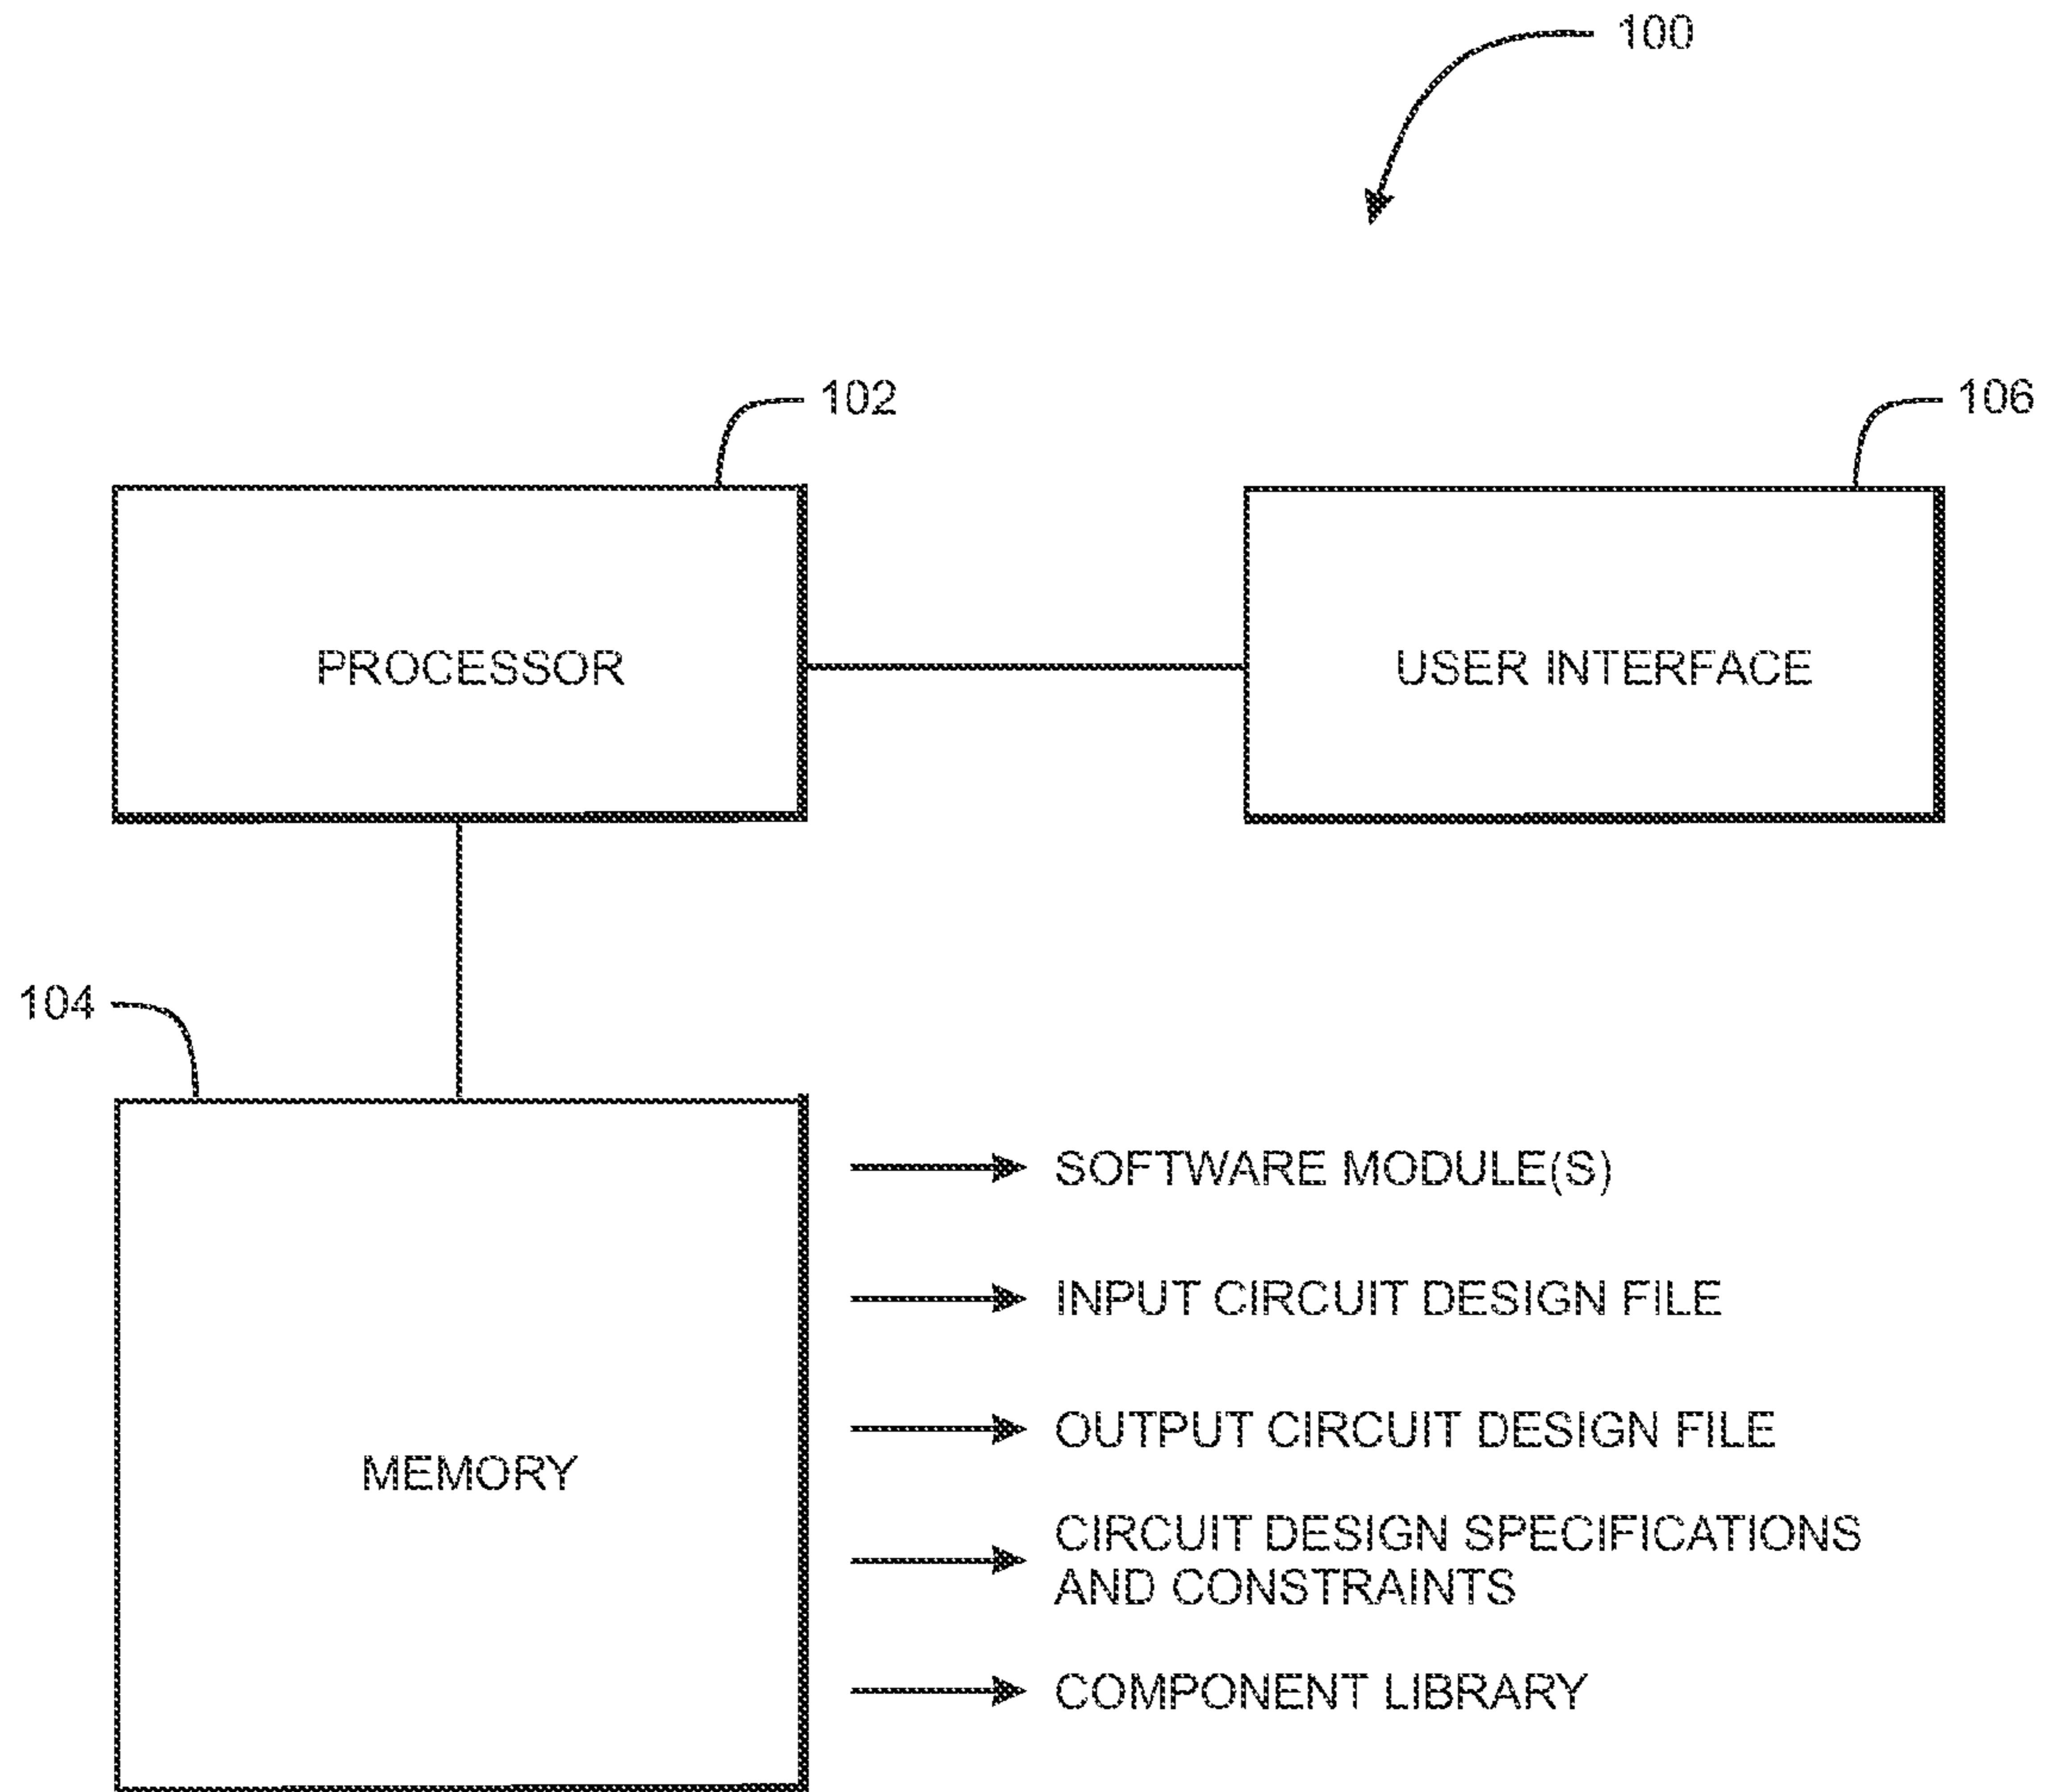 100
102
106
PROCESSOR
USER INTERFACE
104
MEMORY
SOFTWARE MODULE(S)
INPUT CIRCUIT DESIGN FILE
OUTPUT CIRCUIT DESIGN FILE
CIRCUIT DESIGN SPECIFICATIONS
AND CONSTRAINTS
COMPONENT LIBRARY